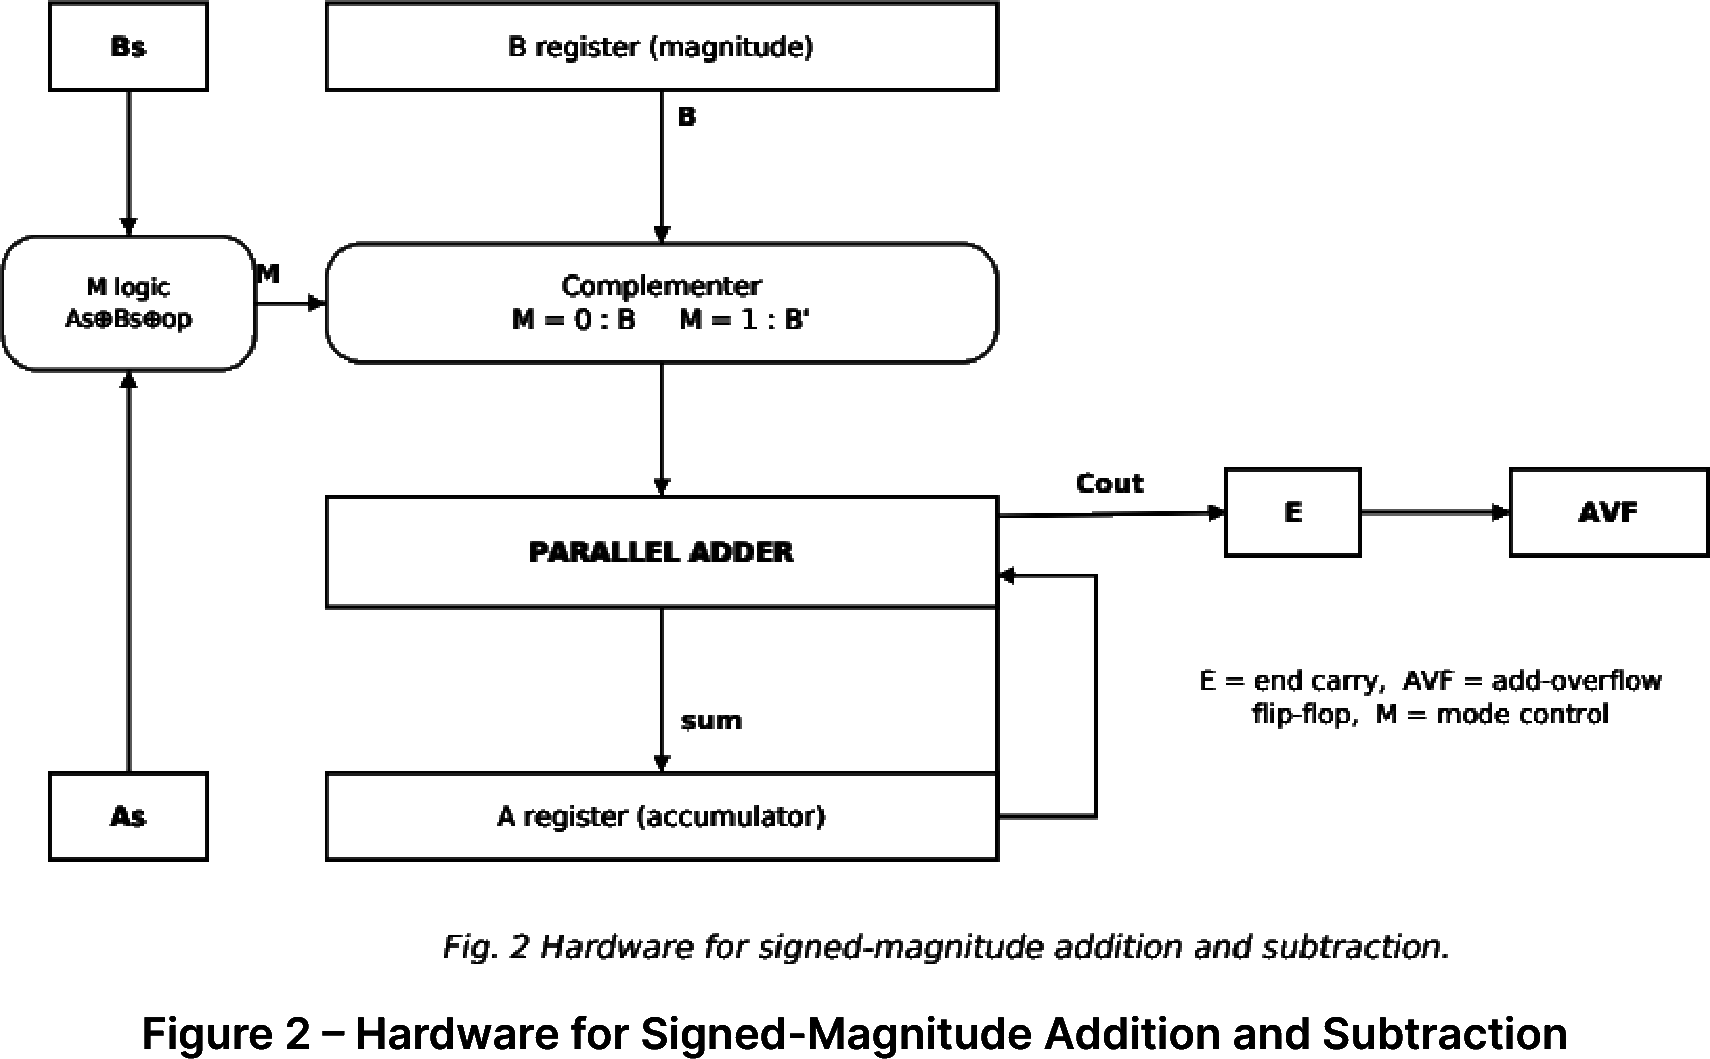 Bs
B register (magnitude)
B
M logic
As⊕Bs⊕op
M
Complementer
M = 0 : B M = 1 : B'
Cout
E
AVF
PARALLEL ADDER
sum
E = end carry, AVF = add-overflow
flip-flop, M = mode control
As
A register (accumulator)
Fig. 2 Hardware for signed-magnitude addition and subtraction.
Figure 2 – Hardware for Signed-Magnitude Addition and Subtraction